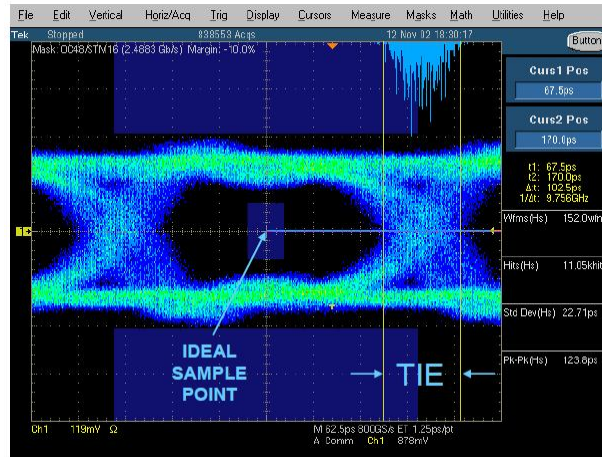 File Edit Vertical Horiz/Acq Trig Display Cursors Measure Masks Math Utilities Help
Tek Stopped 838553 Acqs 12 Nov 02 18:30:17
Button
Mask: OC48/STM16 (2.4883 Gb/s) Margin: -10.0%
Curs1 Pos
67.5ps
Curs2 Pos
170.0ps
t1: 67.5ps
t2: 170.0ps
Δt: 102.5ps
1/Δt: 9.756GHz
Wfms(Hs) 152.0wfm
Hits(Hs) 11.05khit
Std Dev(Hs) 22.71ps
Pk-Pk(Hs) 123.8ps
1
IDEAL
SAMPLE
POINT
TIE
Ch1 119mV Ω
M 62.5ps 800GS/s ET 1.25ps/pt
A Comm Ch1 878mV